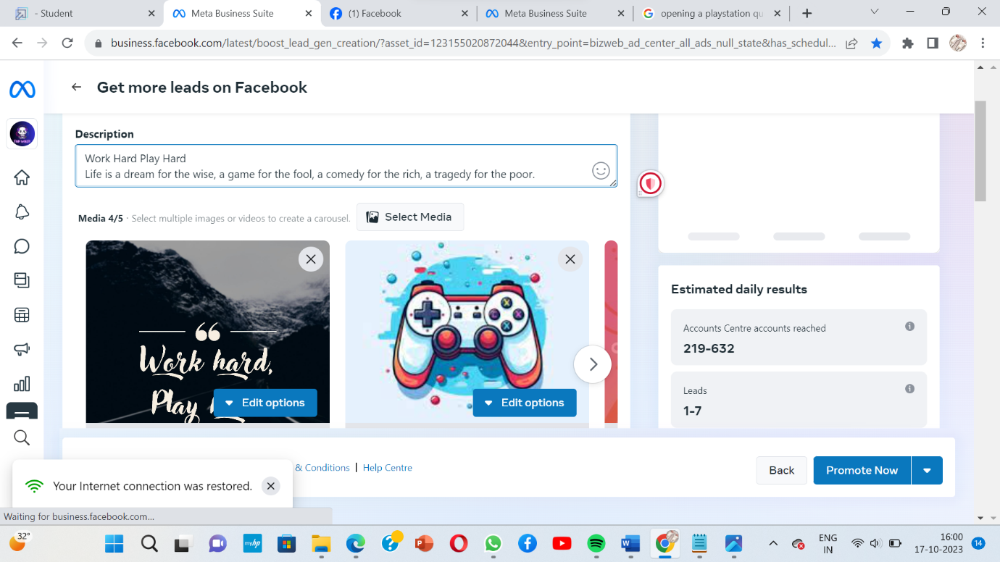 - Student
Meta Business Suite
(1) Facebook
Meta Business Suite
opening a playstation qu
business.facebook.com/latest/boost_lead_gen_creation/?asset_id=123155020872044&entry_point=bizweb_ad_center_all_ads_null_state&has_schedul...
Get more leads on Facebook
Description
Work Hard Play Hard
Life is a dream for the wise, a game for the fool, a comedy for the rich, a tragedy for the poor.
Media 4/5 · Select multiple images or videos to create a carousel.
Select Media
Work hard,
Play
Edit options
Edit options
Estimated daily results
Accounts Centre accounts reached
219-632
Leads
1-7
& Conditions | Help Centre
Back
Promote Now
Your Internet connection was restored.
Waiting for business.facebook.com...
32°
myhp
ENG
IN
16:00
17-10-2023
14